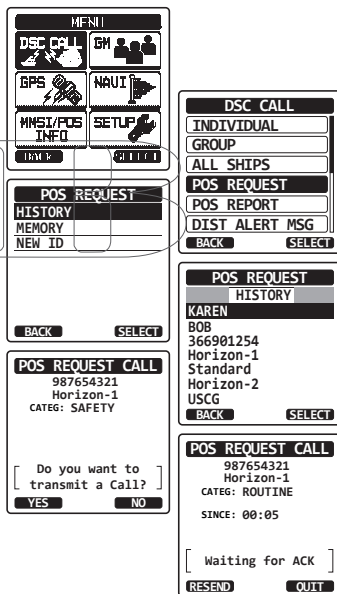 MENU
DSC CALL
GM
GPS
NAVI
MMSI/POS
INFO
SETUP
BACK
SELECT
DSC CALL
INDIVIDUAL
GROUP
ALL SHIPS
POS REQUEST
POS REPORT
DIST ALERT MSG
BACK
SELECT
POS REQUEST
HISTORY
MEMORY
NEW ID
BACK
SELECT
POS REQUEST
HISTORY
KAREN
BOB
366901254
Horizon-1
Standard
Horizon-2
USCG
BACK
SELECT
POS REQUEST CALL
987654321
Horizon-1
CATEG: SAFETY
[ Do you want to
transmit a Call? ]
YES
NO
POS REQUEST CALL
987654321
Horizon-1
CATEG: ROUTINE
SINCE: 00:05
[ Waiting for ACK ]
RESEND
QUIT